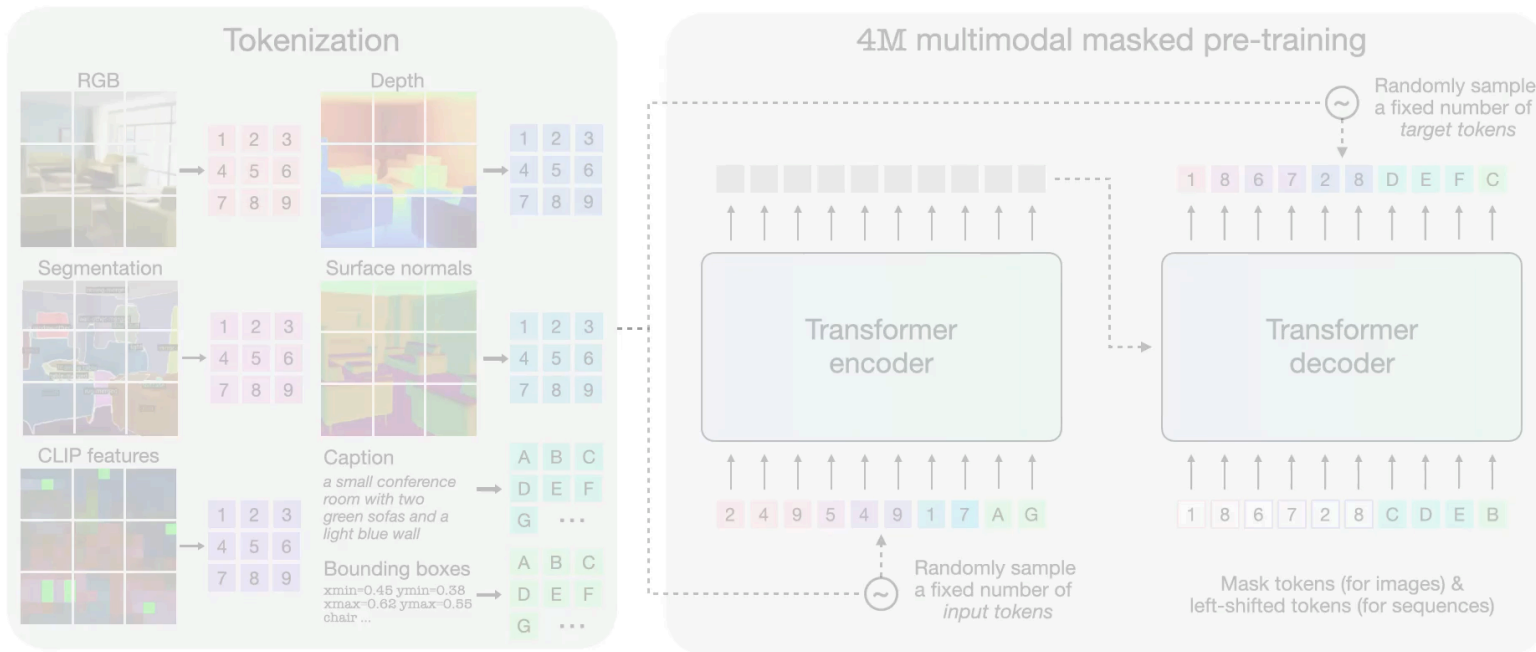 Tokenization
RGB
Depth
1 2 3
4 5 6
7 8 9
1 2 3
4 5 6
7 8 9
Segmentation
Surface normals
1 2 3
4 5 6
7 8 9
1 2 3
4 5 6
7 8 9
CLIP features
1 2 3
4 5 6
7 8 9
Caption
a small conference
room with two
green sofas and a
light blue wall
A B C
D E F
G ...
Bounding boxes
xmin=0.45 ymin=0.38
xmax=0.62 ymax=0.55
chair ...
A B C
D E F
G ...
4M multimodal masked pre-training
Randomly sample
a fixed number of
target tokens
1 8 6 7 2 8 D E F C
Transformer
encoder
Transformer
decoder
2 4 9 5 4 9 1 7 A G
1 8 6 7 2 8 C D E B
Randomly sample
a fixed number of
input tokens
Mask tokens (for images) &
left-shifted tokens (for sequences)